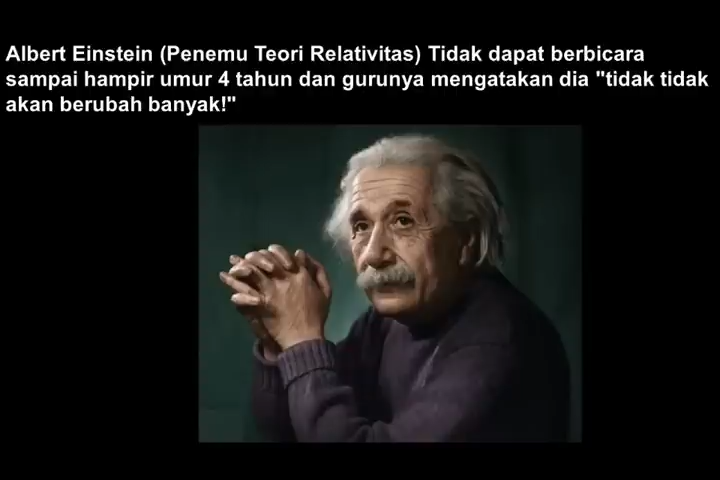 Albert Einstein (Penemu Teori Relativitas) Tidak dapat berbicara
sampai hampir umur 4 tahun dan gurunya mengatakan dia "tidak tidak
akan berubah banyak!"